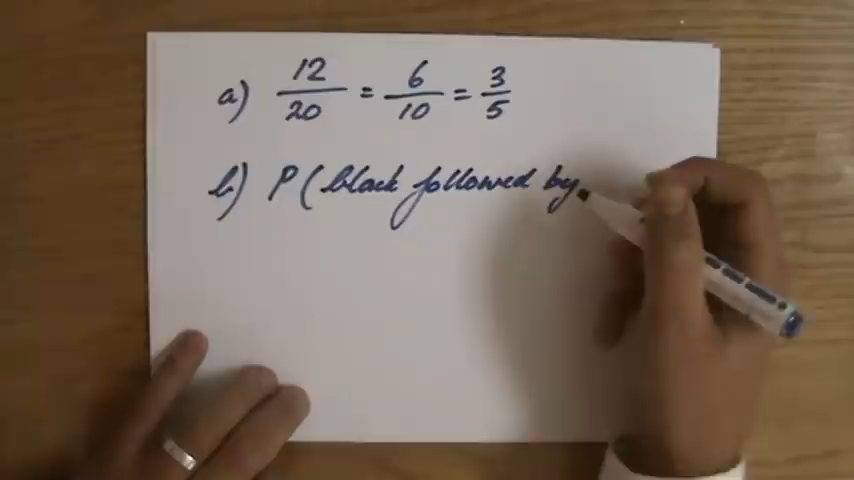 a) 12/20 = 6/10 = 3/5
b) P( black followed by